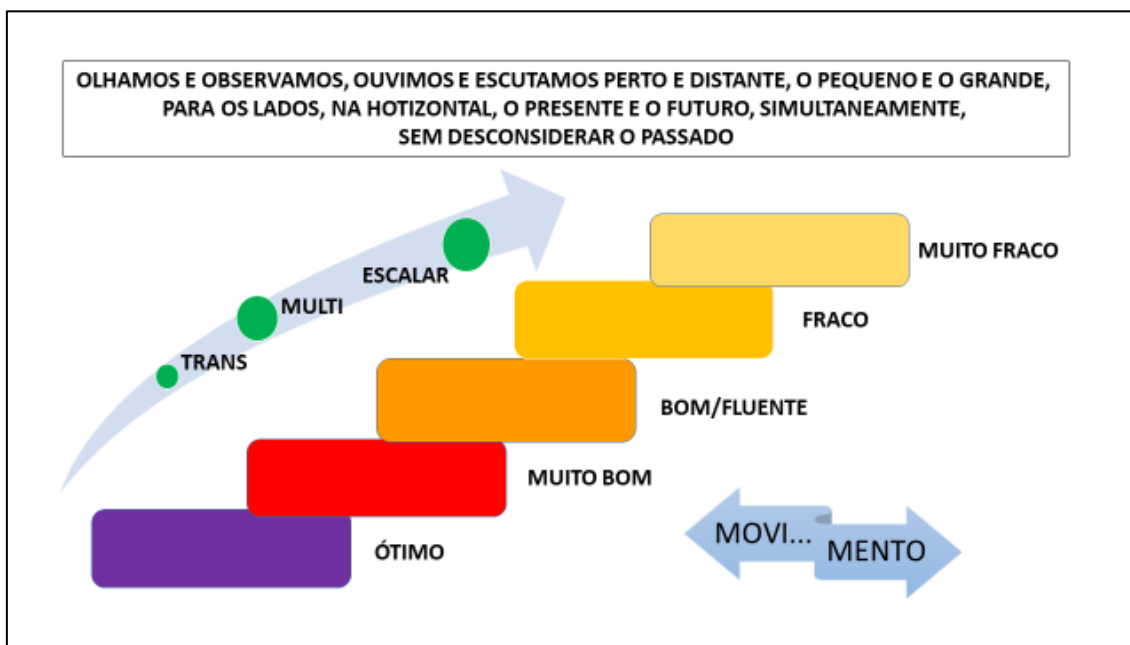 OLHAMOS E OBSERVAMOS, OUVIMOS E ESCUTAMOS PERTO E DISTANTE, O PEQUENO E O GRANDE,
PARA OS LADOS, NA HOTIZONTAL, O PRESENTE E O FUTURO, SIMULTANEAMENTE,
SEM DESCONSIDERAR O PASSADO
MUITO FRACO
ESCALAR
MULTI
FRACO
TRANS
BOM/FLUENTE
MUITO BOM
MOVI...
MENTO
ÓTIMO